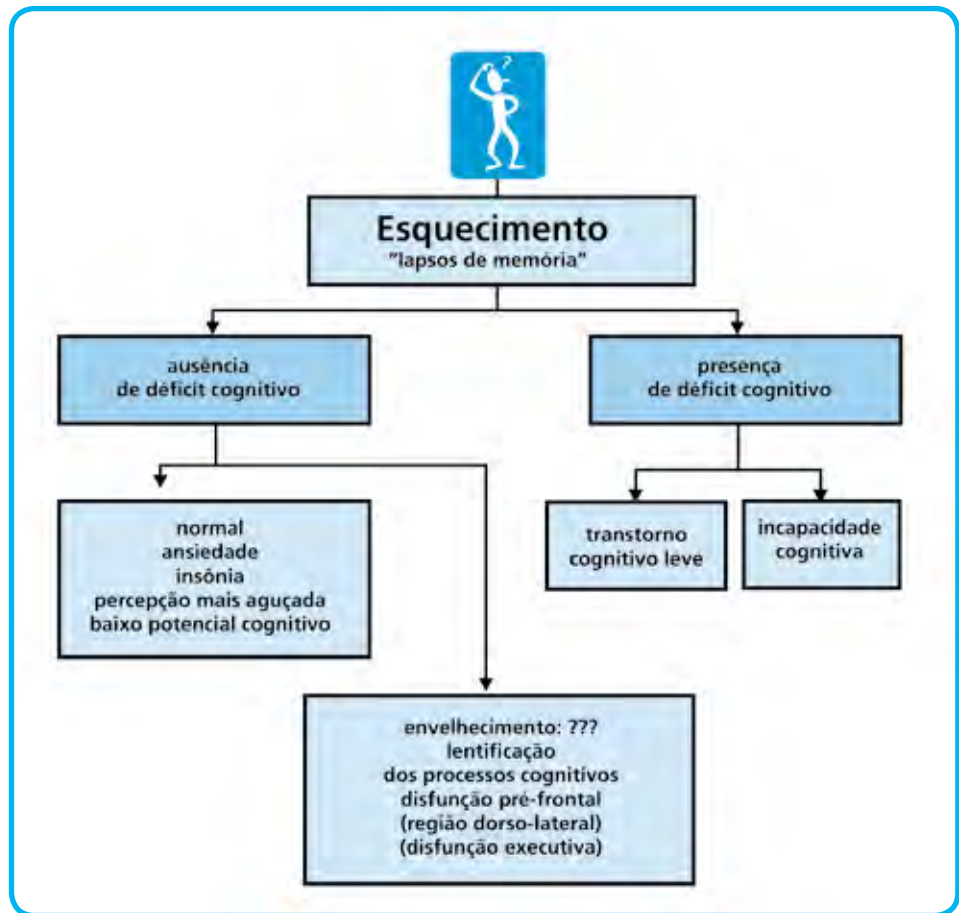 ?
Esquecimento
"lapsos de memória"
ausência
de déficit cognitivo
presença
de déficit cognitivo
normal
ansiedade
insônia
percepção mais aguçada
baixo potencial cognitivo
transtorno
cognitivo leve
incapacidade
cognitiva
envelhecimento: ???
lentificação
dos processos cognitivos
disfunção pré-frontal
(região dorso-lateral)
(disfunção executiva)